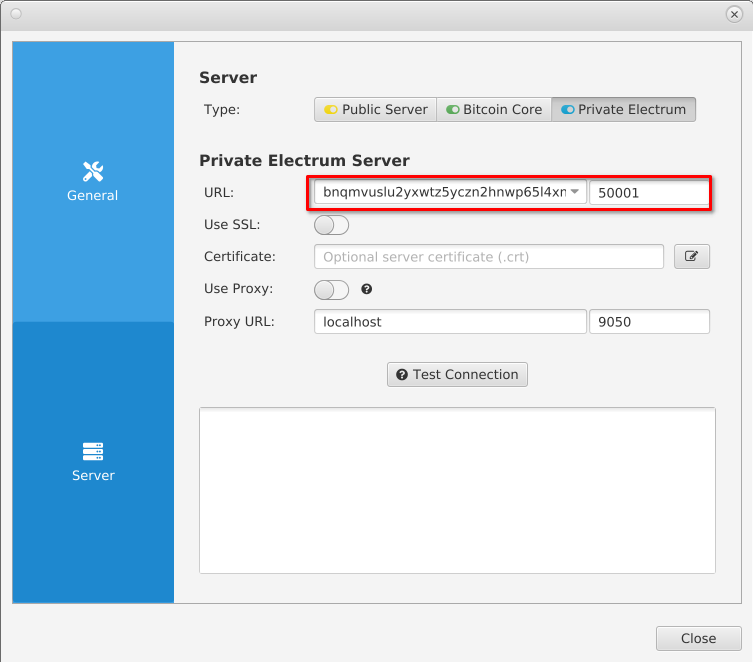 General
Server
Server
Type: Public Server Bitcoin Core Private Electrum
Private Electrum Server
URL: bnqmvuslu2yxwtz5yczn2hnwp65l4xn 50001
Use SSL:
Certificate: Optional server certificate (.crt)
Use Proxy: ?
Proxy URL: localhost 9050
? Test Connection
Close